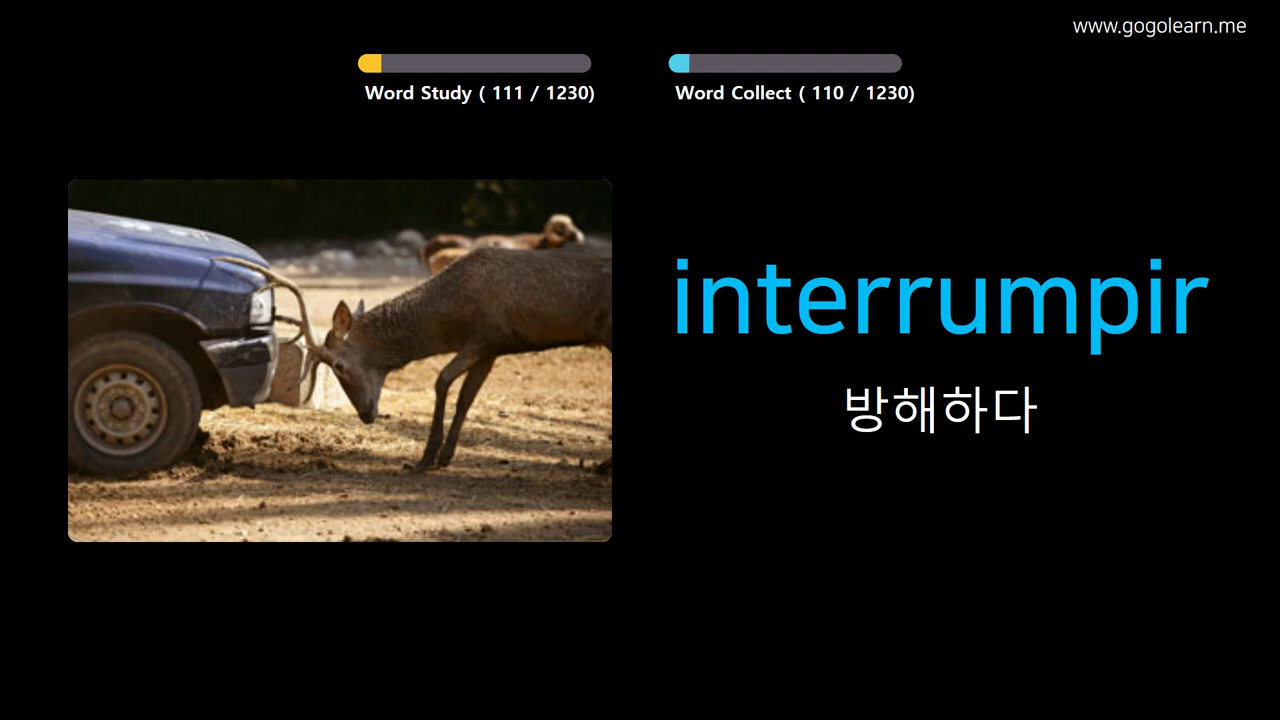 www.gogolearn.me
Word Study ( 111 / 1230)
Word Collect ( 110 / 1230)
interrumpir
방해하다